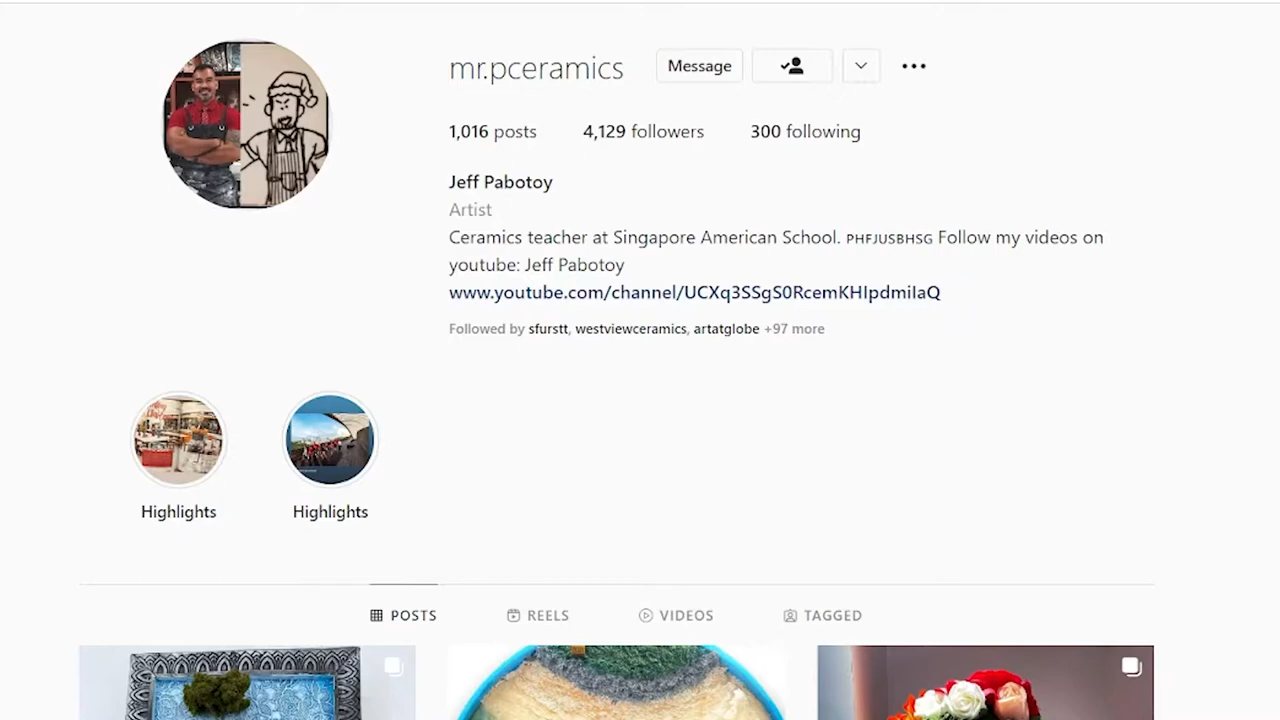 mr.pceramics Message
1,016 posts 4,129 followers 300 following
Jeff Pabotoy
Artist
Ceramics teacher at Singapore American School. ᴘʜғᴊᴜsʙʜsɢ Follow my videos on
youtube: Jeff Pabotoy
www.youtube.com/channel/UCXq3SSgS0RcemKHIpdmiIaQ
Followed by sfurstt, westviewceramics, artatglobe +97 more
Highlights Highlights
POSTS REELS VIDEOS TAGGED